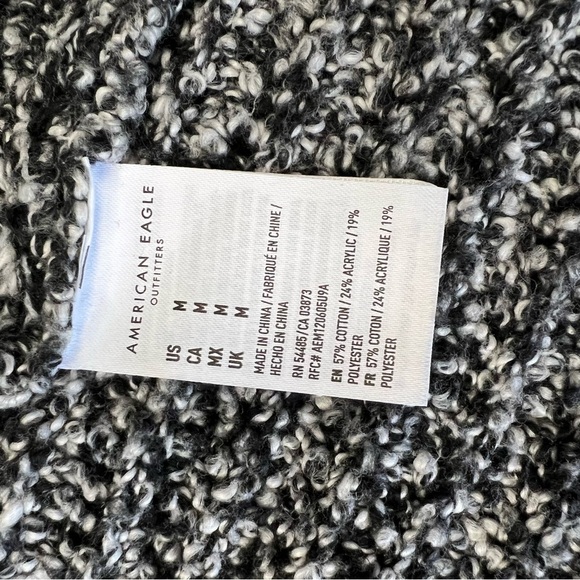 AMERICAN EAGLE
OUTFITTERS
US M
CA M
MX M
UK M
MADE IN CHINA / FABRIQUÉ EN CHINE /
HECHO EN CHINA
RN 54485/CA 03873
RFC# AEM120605U9A
EN 57% COTTON / 24% ACRYLIC / 19%
POLYESTER
FR 57% COTON / 24% ACRYLIQUE / 19%
POLYESTER